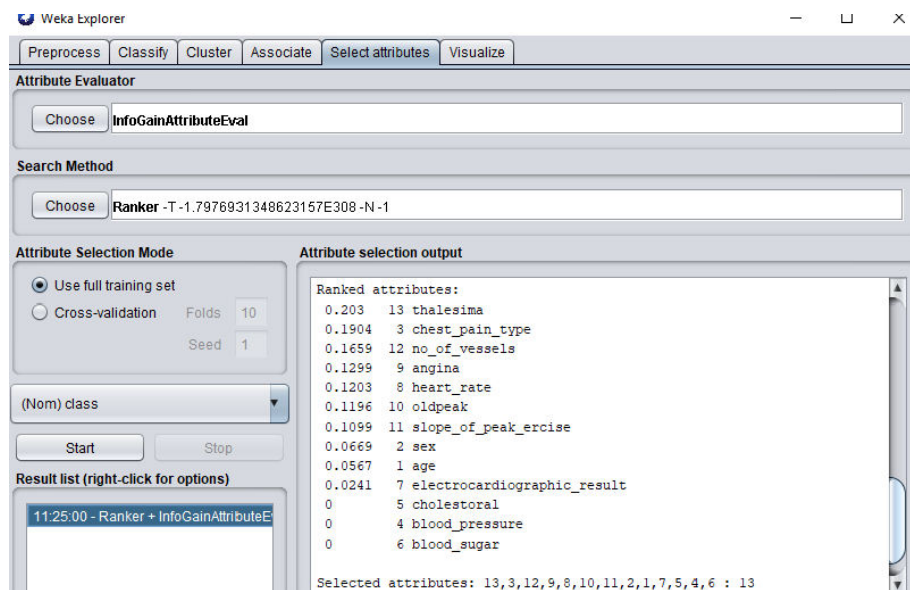 Weka Explorer
Preprocess Classify Cluster Associate Select attributes Visualize
Attribute Evaluator
Choose InfoGainAttributeEval
Search Method
Choose Ranker -T -1.7976931348623157E308 -N -1
Attribute Selection Mode
Use full training set
Cross-validation Folds 10
Seed 1
(Nom) class
Start Stop
Result list (right-click for options)
11:25:00 - Ranker + InfoGainAttributeE
Attribute selection output
Ranked attributes:
0.203 13 thalesima
0.1904 3 chest_pain_type
0.1659 12 no_of_vessels
0.1299 9 angina
0.1203 8 heart_rate
0.1196 10 oldpeak
0.1099 11 slope_of_peak_ercise
0.0669 2 sex
0.0567 1 age
0.0241 7 electrocardiographic_result
0 5 cholestoral
0 4 blood_pressure
0 6 blood_sugar
Selected attributes: 13,3,12,9,8,10,11,2,1,7,5,4,6 : 13